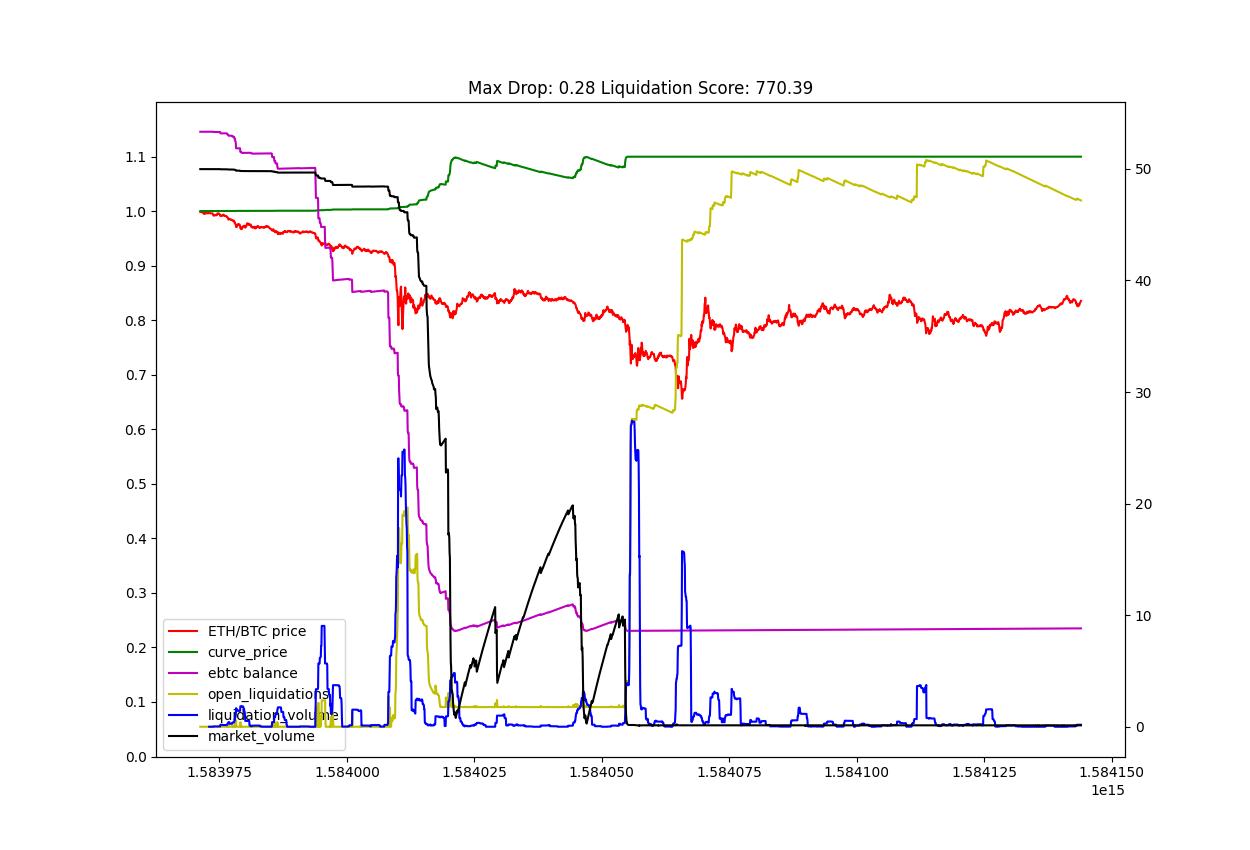 Max Drop: 0.28 Liquidation Score: 770.39
1.1
1.0
0.9
0.8
0.7
0.6
0.5
0.4
0.3
0.2
0.1
0.0
50
40
30
20
10
0
ETH/BTC price
curve_price
ebtc balance
open_liquidations
liquidation_volume
market_volume
1.583975 1.584000 1.584025 1.584050 1.584075 1.584100 1.584125 1.584150
1e15